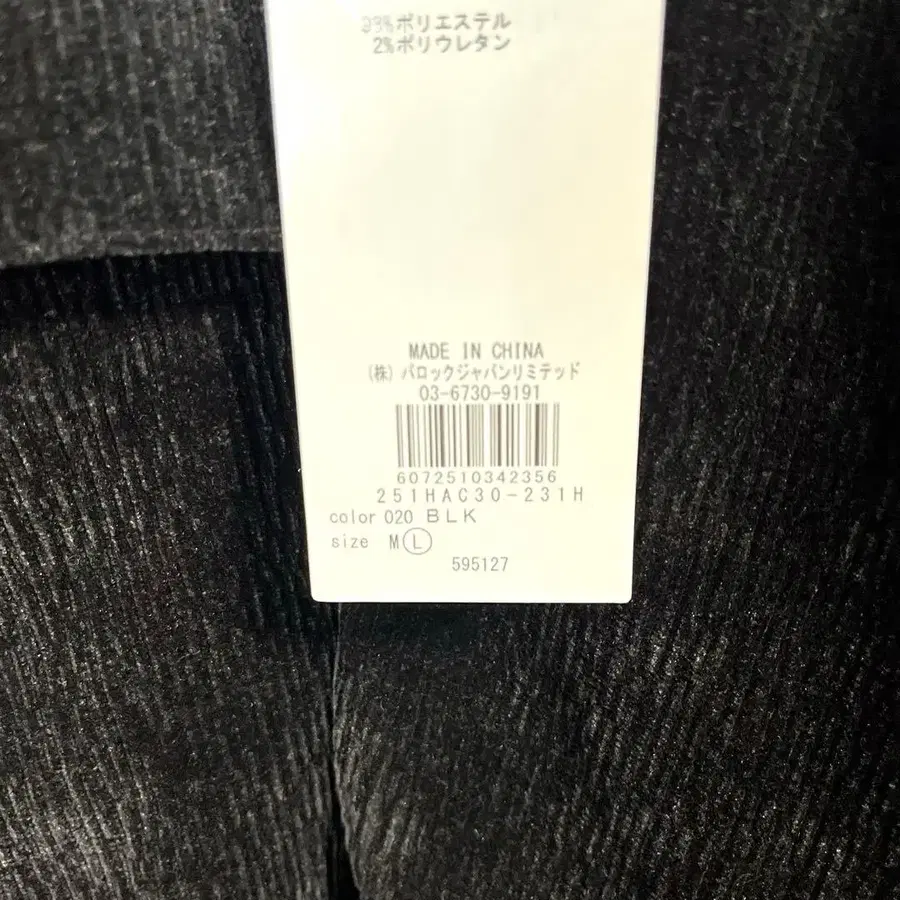 ポリエステル
2%ポリウレタン
MADE IN CHINA
(株) バロックジャパンリミテッド
03-6730-9191
6072510342356
251HAC30-231H
color 020 BLK
size M L
595127